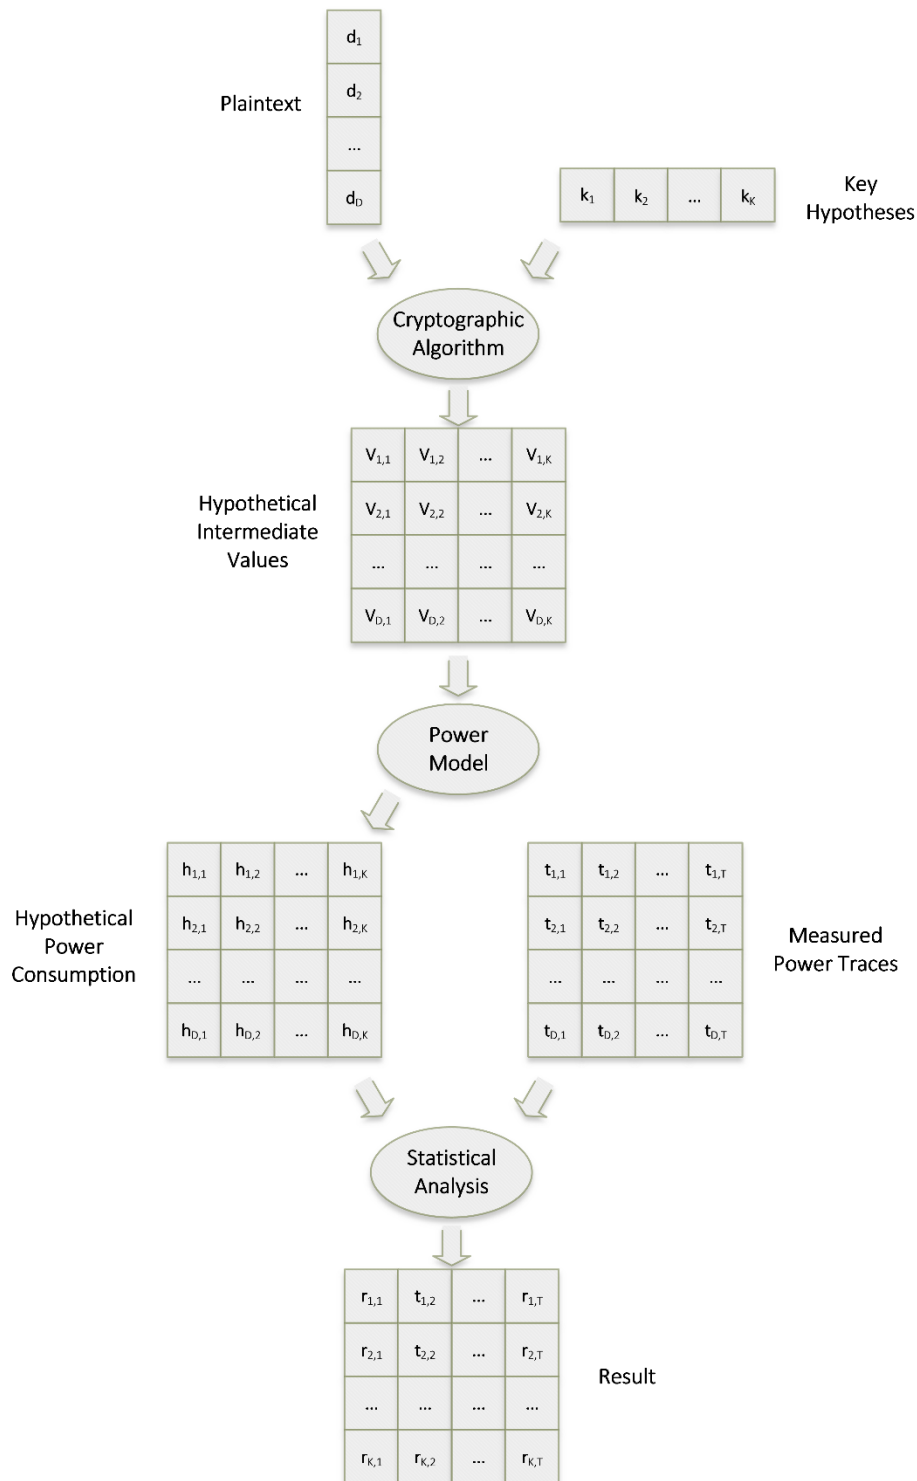 d1
d2
Plaintext
...
dD
k1 k2 ... kK
Key
Hypotheses
Cryptographic
Algorithm
V1,1 V1,2 ... V1,K
V2,1 V2,2 ... V2,K
... ... ... ...
VD,1 VD,2 ... VD,K
Hypothetical
Intermediate
Values
Power
Model
h1,1 h1,2 ... h1,K
h2,1 h2,2 ... h2,K
... ... ... ...
hD,1 hD,2 ... hD,K
Hypothetical
Power
Consumption
t1,1 t1,2 ... t1,T
t2,1 t2,2 ... t2,T
... ... ... ...
tD,1 tD,2 ... tD,T
Measured
Power Traces
Statistical
Analysis
r1,1 t1,2 ... r1,T
r2,1 t2,2 ... r2,T
... ... ... ...
rK,1 rK,2 ... rK,T
Result